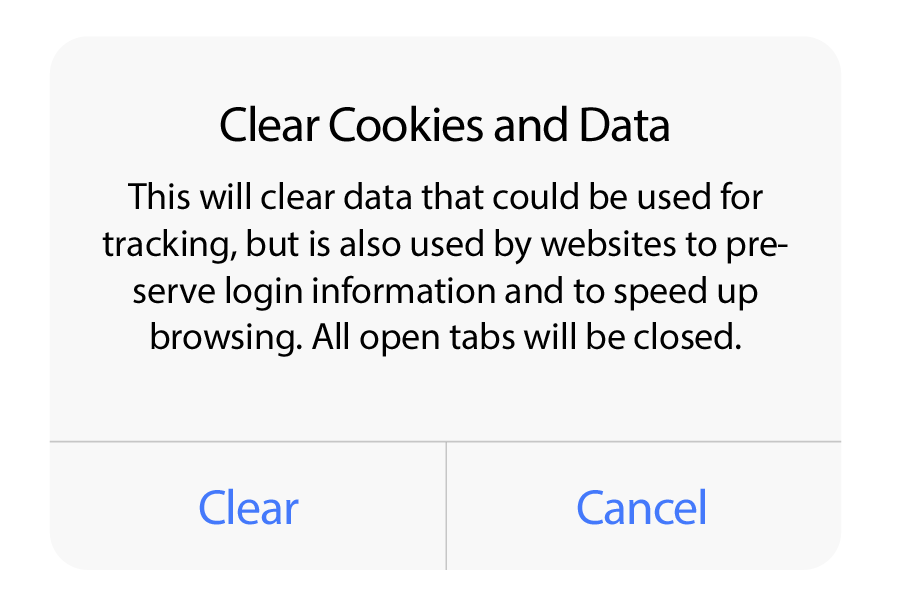 Clear Cookies and Data
This will clear data that could be used for
tracking, but is also used by websites to pre-
serve login information and to speed up
browsing. All open tabs will be closed.
Clear
Cancel